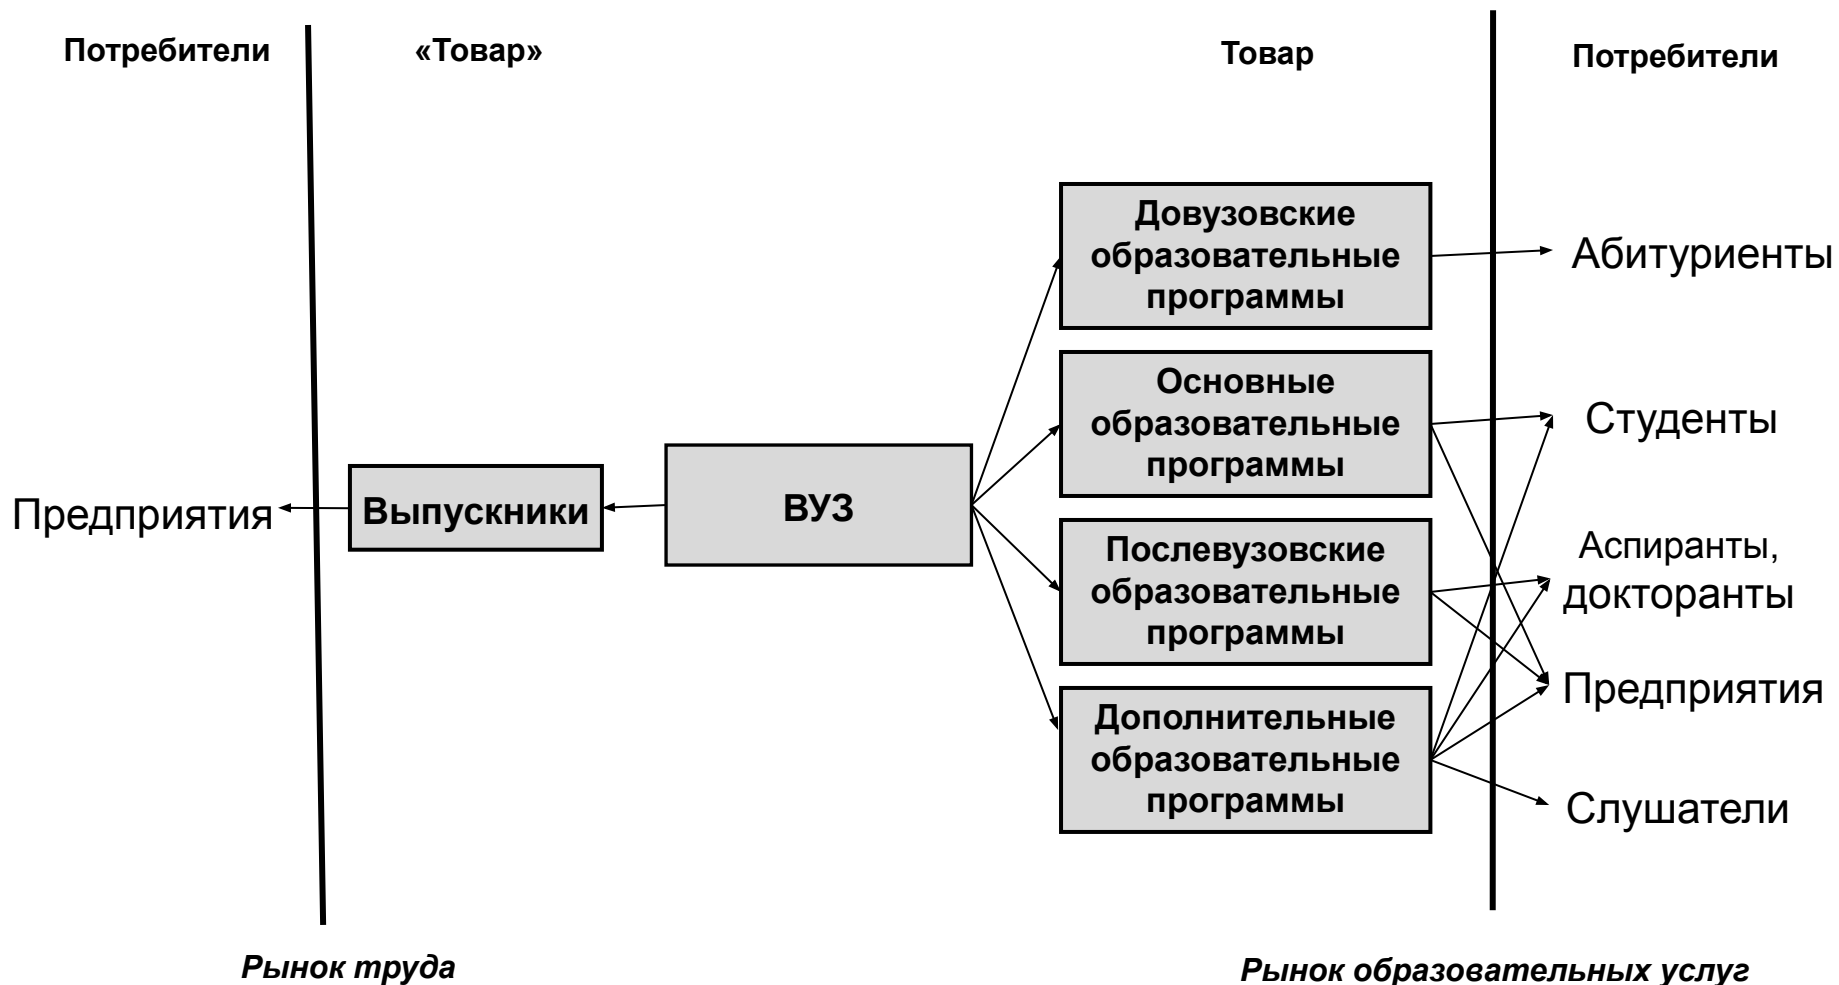 Потребители
«Товар»
Товар
Потребители
Довузовские
образовательные
программы
Абитуриенты
Основные
образовательные
программы
Студенты
Предприятия
Выпускники
ВУЗ
Послевузовские
образовательные
программы
Аспиранты,
докторанты
Предприятия
Дополнительные
образовательные
программы
Слушатели
Рынок труда
Рынок образовательных услуг